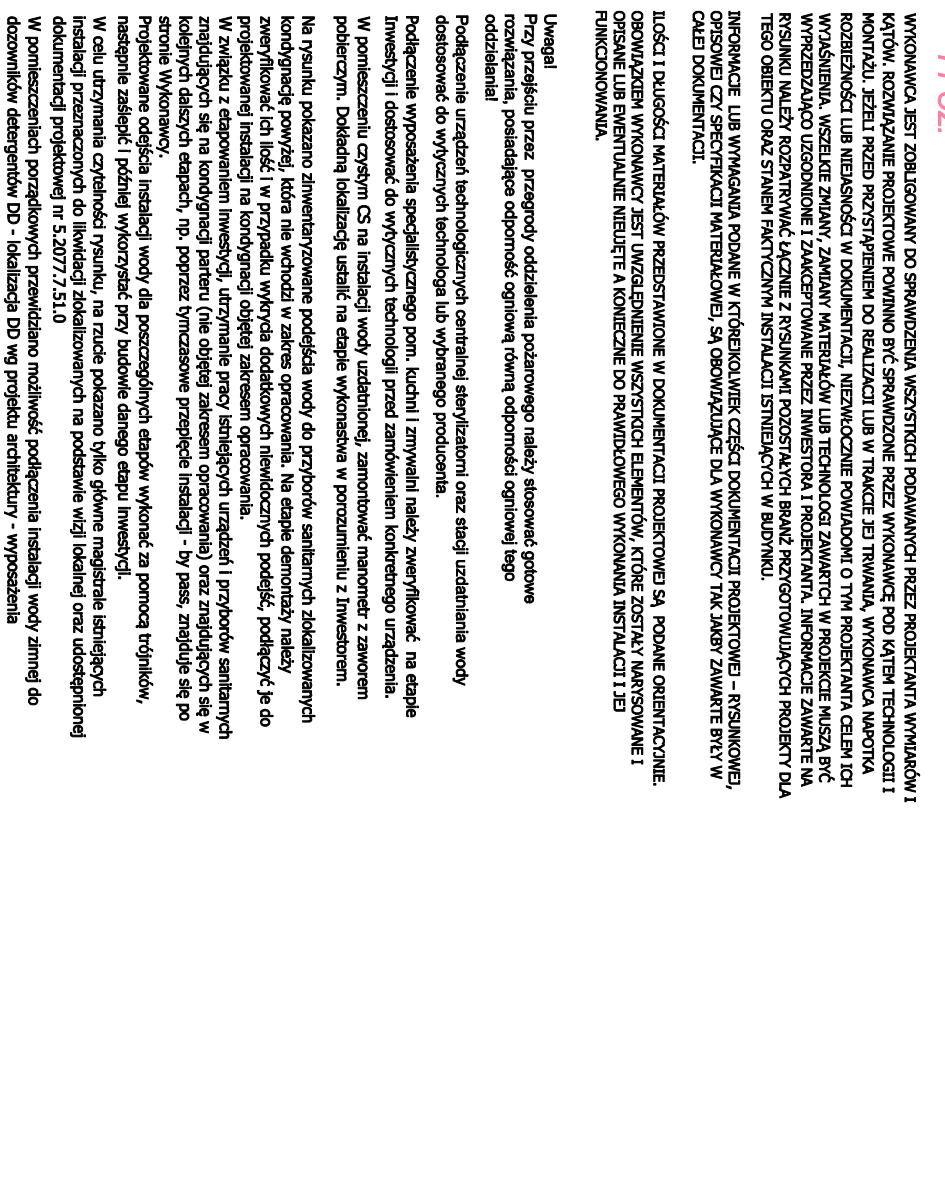 WYKONAWCA JEST ZOBLIGOWANY DO SPRAWDZENIA WSZYSTKICH PODAWANYCH PRZEZ PROJEKTANTA WYMIARÓW I
KĄTÓW. ROZWIĄZANIE PROJEKTOWE POWINNO BYĆ SPRAWDZONE PRZEZ WYKONAWCĘ POD KĄTEM TECHNOLOGII I
MONTAŻU. JEŻELI PRZED PRZYSTĄPIENIEM DO REALIZACJI LUB W TRAKCIE JEJ TRWANIA, WYKONAWCA NAPOTKA
ROZBIEŻNOŚCI LUB NIEJASNOŚCI W DOKUMENTACJI, NIEZWŁOCZNIE POWIADOMI O TYM PROJEKTANTA CELEM ICH
WYJAŚNIENIA. WSZELKIE ZMIANY, ZAMIANY MATERIAŁÓW LUB TECHNOLOGI ZAWARTCH W PROJEKCIE MUSZĄ BYĆ
WYPRZEDZAJĄCO UZGODNIONE I ZAAKCEPTOWANE PRZEZ INWESTORA I PROJEKTANTA. INFORMACJE ZAWARTE NA
RYSUNKU NALEŻY ROZPATRYWAĆ ŁĄCZNIE Z RYSUNKAMI POZOSTAŁYCH BRANŻ PRZYGOTOWUJĄCYCH PROJEKTY DLA
TEGO OBIEKTU ORAZ STANEM FAKTYCZNYM INSTALACJI ISTNIEJĄCYCH W BUDYNKU.
INFORMACJE LUB WYMAGANIA PODANE W KTÓREJKOLWIEK CZĘŚCI DOKUMENTACJI PROJEKTOWEJ – RYSUNKOWEJ,
OPISOWEJ CZY SPECYFIKACJI MATERIAŁOWEJ, SĄ OBOWIĄZUJĄCE DLA WYKONAWCY TAK JAKBY ZAWARTE BYŁY W
CAŁEJ DOKUMENTACJI.
ILOŚCI I DŁUGOŚCI MATERIAŁÓW PRZEDSTAWIONE W DOKUMENTACJI PROJEKTOWEJ SĄ PODANE ORIENTACYJNIE.
OBOWIĄZKIEM WYKONAWCY JEST UWZGLĘDNIENIE WSZYSTKICH ELEMENTÓW, KTÓRE ZOSTAŁY NARYSOWANE I
OPISANE LUB EWENTUALNIE NIEUJĘTE A KONIECZNE DO PRAWIDŁOWEGO WYKONANIA INSTALACJI I JEJ
FUNKCJONOWANIA.
Uwaga!
Przy przejściu przez przegrody oddzielenia pożarowego należy stosować gotowe
rozwiązania, posiadające odporność ogniową równą odporności ogniowej tego
oddzielania!
Podłączenie urządzeń technologicznych centralnej sterylizatorni oraz stacji uzdatniania wody
dostosować do wytycznych technologa lub wybranego producenta.
Podłączenie wyposażenia specjalistycznego pom. kuchni i zmywalni należy zweryfikować na etapie
Inwestycji i dostosować do wytycznych technologii przed zamówieniem konkretnego urządzenia.
W pomieszczeniu czystym CS na instalacji wody uzdatnionej, zamontować manometr z zaworem
pobierczym. Dokładną lokalizację ustalić na etapie wykonastwa w porozumieniu z Inwestorem.
Na rysunku pokazano zinwentaryzowane podejścia wody do przyborów sanitarnych zlokalizowanych
kondygnację powyżej, która nie wchodzi w zakres opracowania. Na etapie demontaży należy
zweryfikować ich ilość i w przypadku wykrycia dodatkowych niewidocznych podejść, podłączyć je do
projektowanej instalacji na kondygnacji objętej zakresem opracowania.
W związku z etapowaniem Inwestycji, utrzymanie pracy istniejących urządzeń i przyborów sanitarnych
znajdujących się na kondygnacji parteru (nie objętej zakresem opracowania) oraz znajdujących się w
kolejnych dalszych etapach, np. poprzez tymczasowe przepięcie instalacji - by pass, znajduje się po
stronie Wykonawcy.
Projektowane odejścia instalacji wody dla poszczególnych etapów wykonać za pomocą trójników,
następnie zaślepić i później wykorzystać przy budowie danego etapu Inwestycji.
W celu utrzymania czytelności rysunku, na rzucie pokazano tylko główne magistrale istniejących
instalacji przeznaczonych do likwidacji zlokalizowanych na podstawie wizji lokalnej oraz udostępnionej
dokumentacji projektowej nr 5.2077.7.51.0
W pomieszczeniach porządkowych przewidziano możliwość podłączenia instalacji wody zimnej do
dozowników detergentów DD - lokalizacja DD wg projektu architektury - wyposażenia